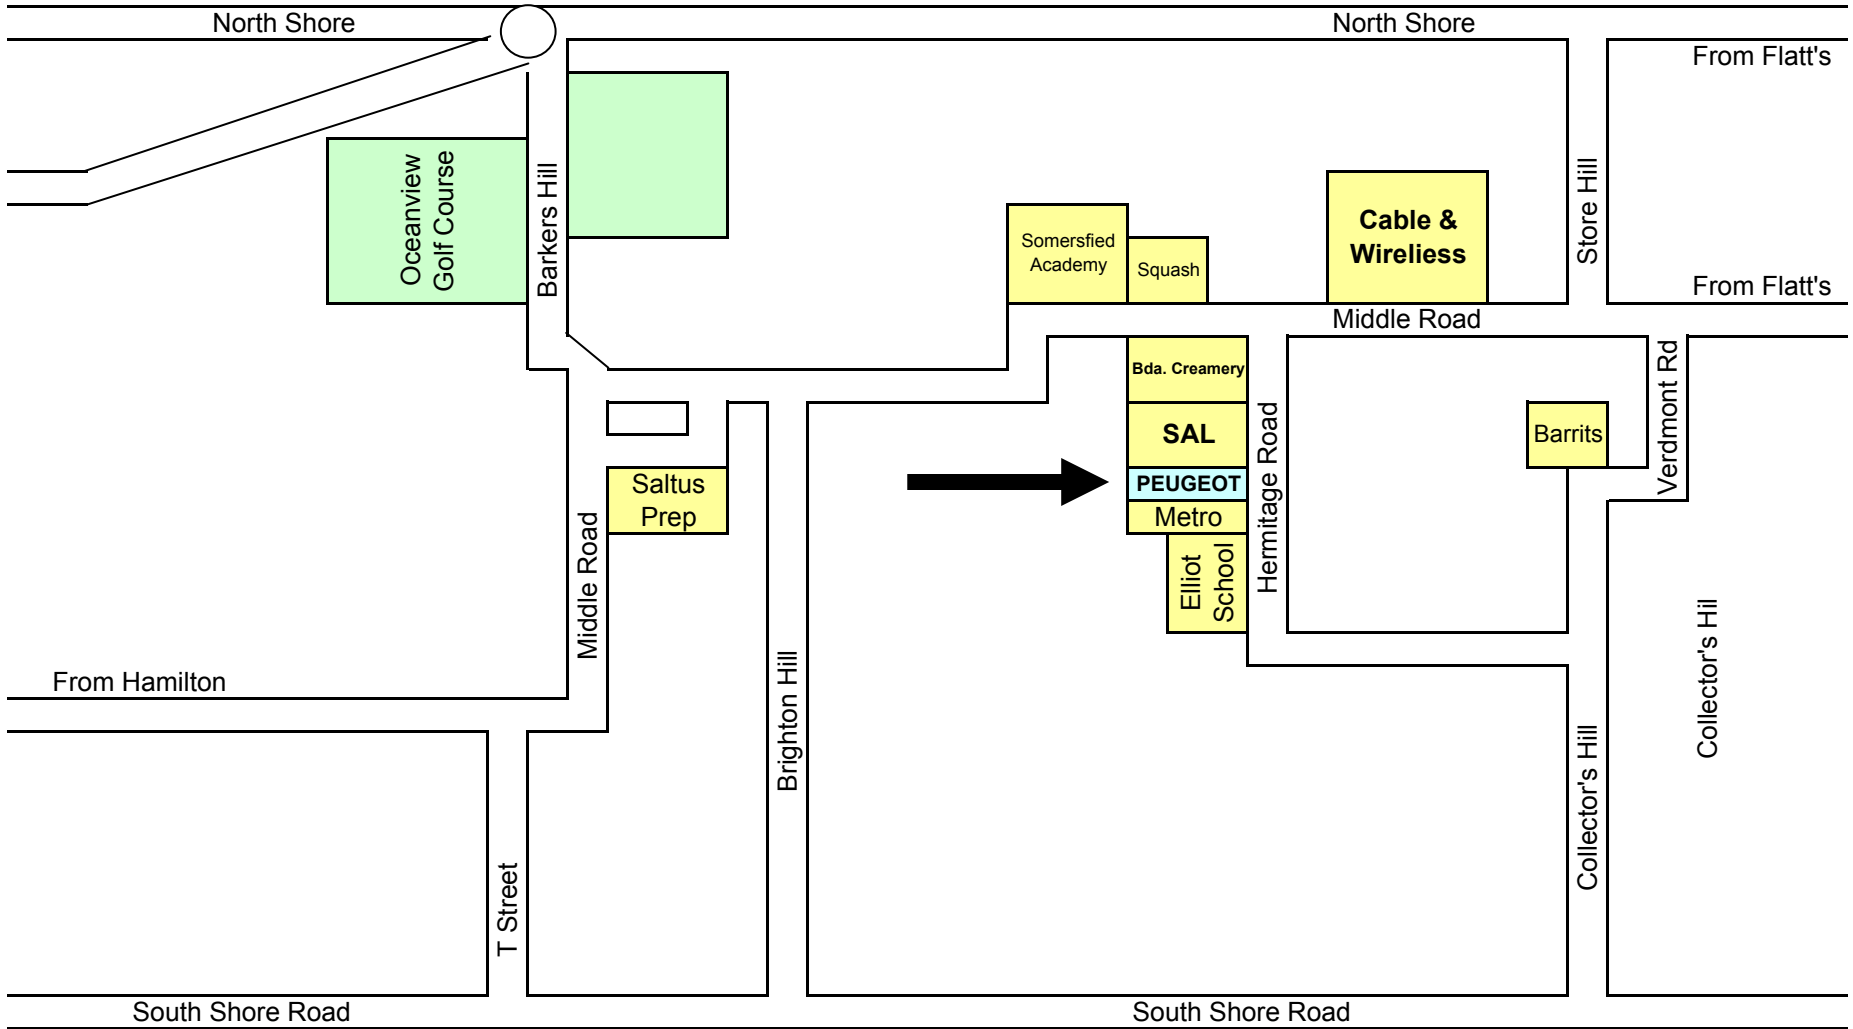 North Shore
North Shore
From Flatt's
Oceanview
Golf Course
Barkers Hill
Somersfied
Academy
Squash
Cable &
Wireliess
Store Hill
From Flatt's
Middle Road
Bda. Creamery
SAL
PEUGEOT
Metro
Elliot
School
Hermitage Road
Barrits
Verdmont Rd
Saltus
Prep
Middle Road
From Hamilton
Brighton Hill
Collector's Hil
Collector's Hill
T Street
South Shore Road
South Shore Road